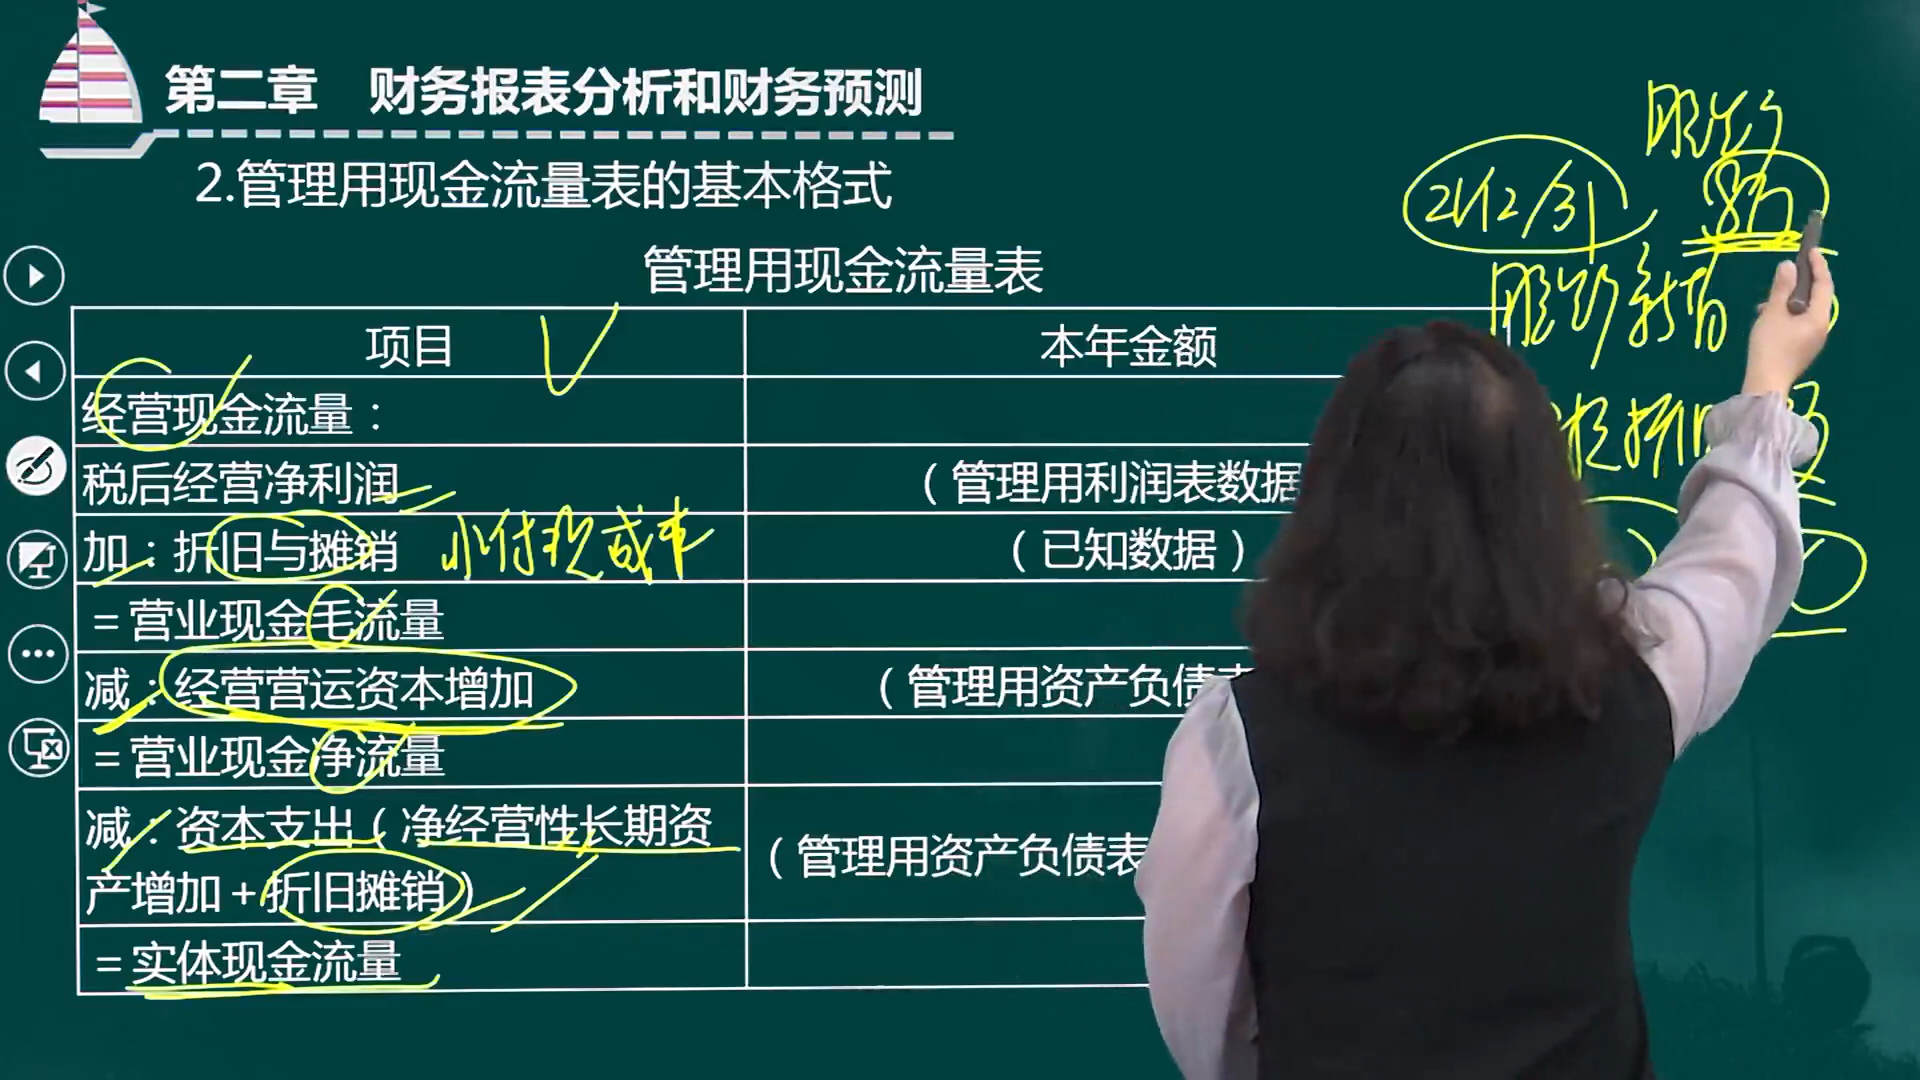 第二章 财务报表分析和财务预测
2.管理用现金流量表的基本格式
管理用现金流量表
项目 本年金额
经营现金流量：
税后经营净利润 （管理用利润表数据
加：折旧与摊销 （已知数据）
＝营业现金毛流量
减：经营营运资本增加 （管理用资产负债表
＝营业现金净流量
减：资本支出（净经营性长期资
产增加＋折旧摊销） （管理用资产负债表
＝实体现金流量
21/12/31
股东
新增
付现成本